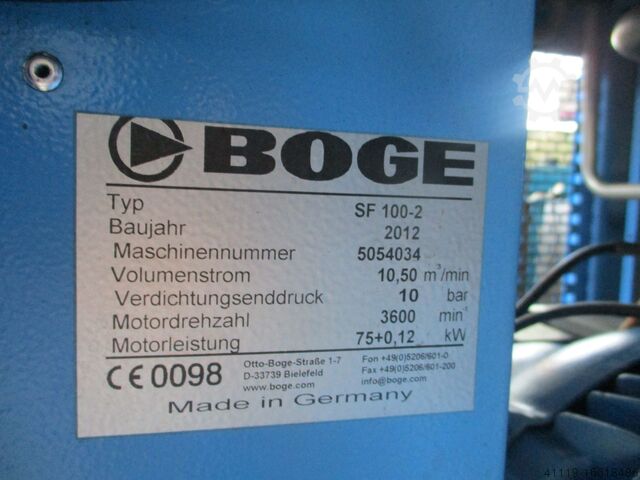 BOGE
Typ SF 100-2
Baujahr 2012
Maschinennummer 5054034
Volumenstrom 10,50 m³/min
Verdichtungsenddruck 10 bar
Motordrehzahl 3600 min⁻¹
Motorleistung 75+0,12 kW
CE 0098
Otto-Boge-Straße 1-7 Fon +49(0)5206/601-0
D-33739 Bielefeld Fax +49(0)5206/601-200
www.boge.com info@boge.com
Made in Germany